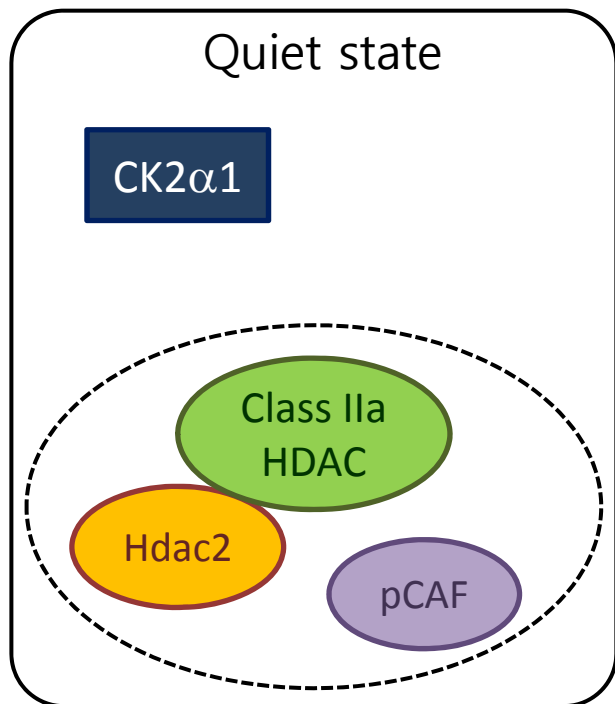 Quiet state
CK2α1
Class IIa
HDAC
Hdac2
pCAF